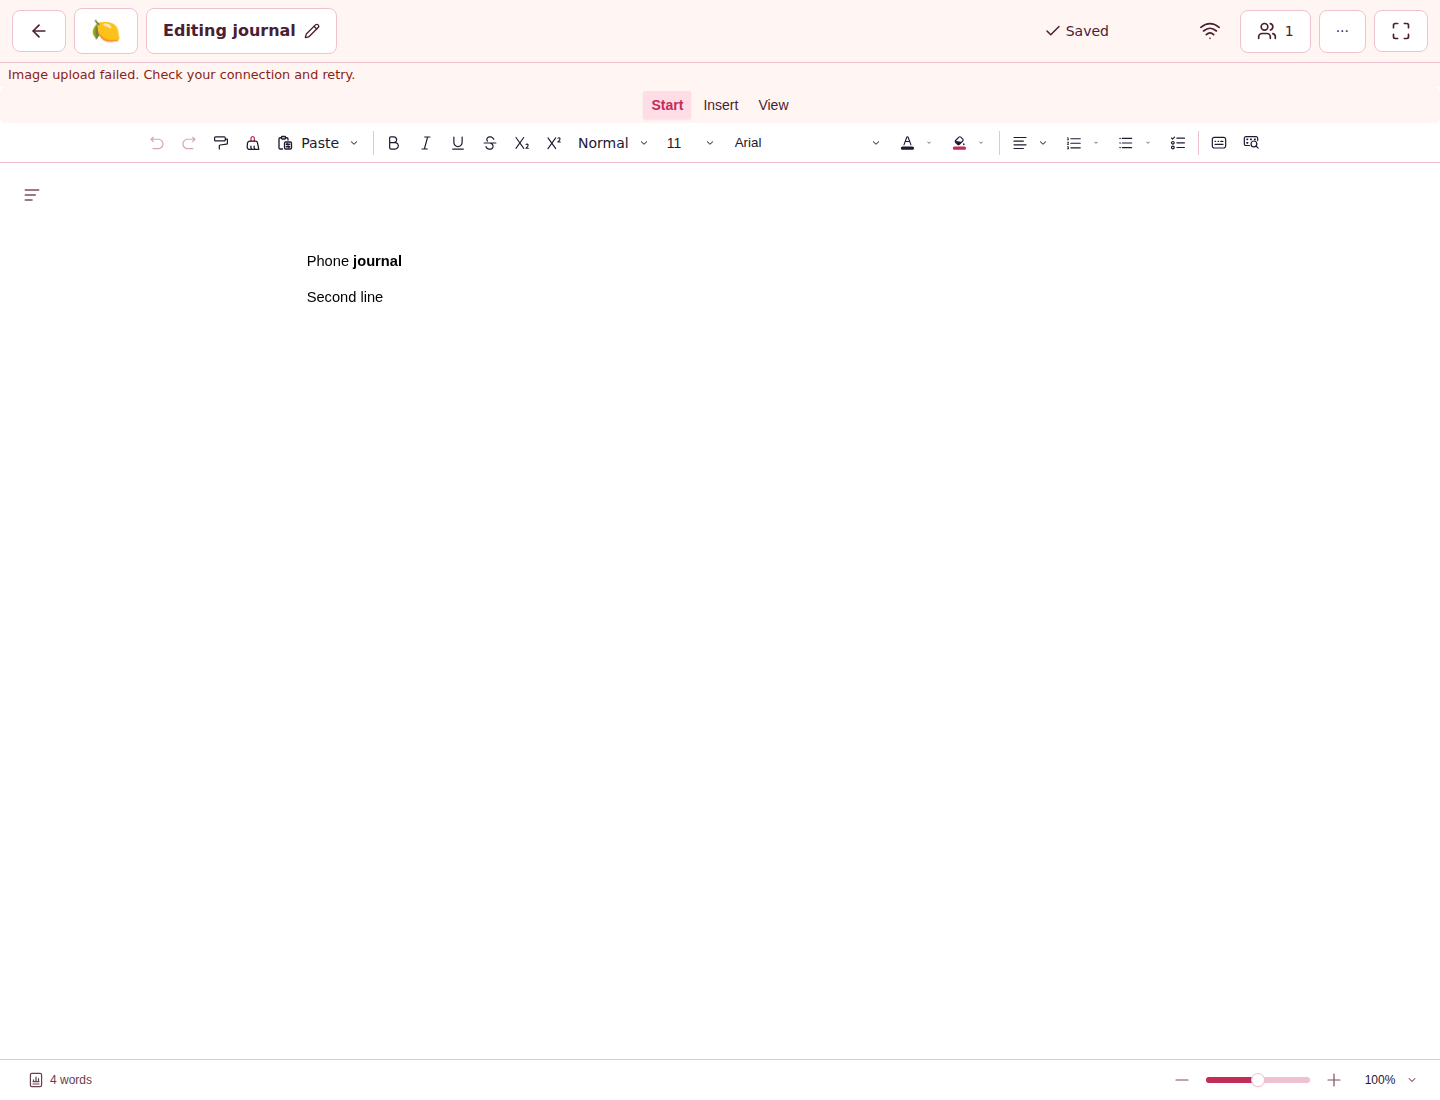 Editing journal
Saved
1
...
Image upload failed. Check your connection and retry.
Start Insert View
Paste Normal 11 Arial
Phone journal
Second line
4 words
100%